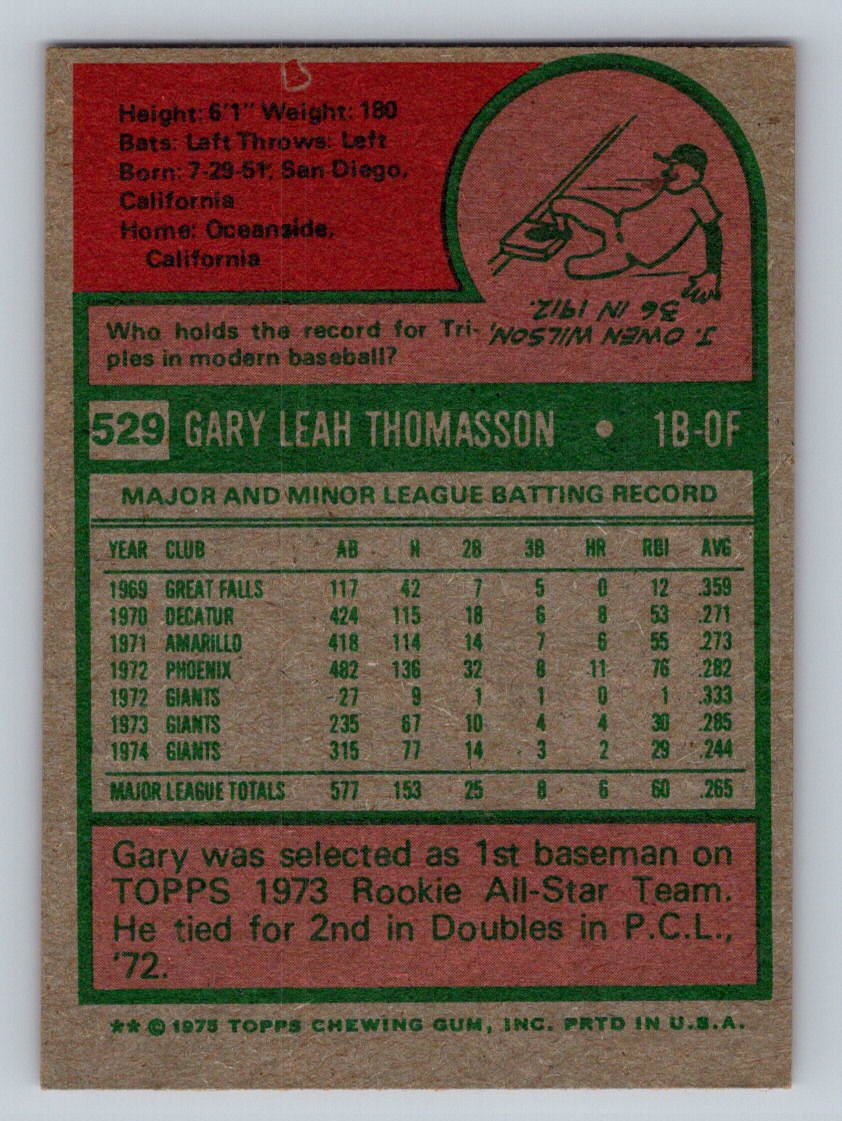 Height: 6'1" Weight: 180
Bats: Left Throws: Left
Born: 7-29-51, San Diego,
California
Home: Oceanside,
California
Who holds the record for Tri-
ples in modern baseball?
J. OWEN WILSON,
36 IN 1912.
529 GARY LEAH THOMASSON • 1B-OF
MAJOR AND MINOR LEAGUE BATTING RECORD
YEAR CLUB AB H 2B 3B HR RBI AVG
1969 GREAT FALLS 117 42 7 5 0 12 .359
1970 DECATUR 424 115 18 6 8 53 .271
1971 AMARILLO 418 114 14 7 6 55 .273
1972 PHOENIX 482 136 32 8 11 76 .282
1972 GIANTS 27 9 1 1 0 1 .333
1973 GIANTS 235 67 10 4 4 30 .285
1974 GIANTS 315 77 14 3 2 29 .244
MAJOR LEAGUE TOTALS 577 153 25 8 6 60 .265
Gary was selected as 1st baseman on
TOPPS 1973 Rookie All-Star Team.
He tied for 2nd in Doubles in P.C.L.,
'72.
** © 1975 TOPPS CHEWING GUM, INC. PRTD IN U.S.A.